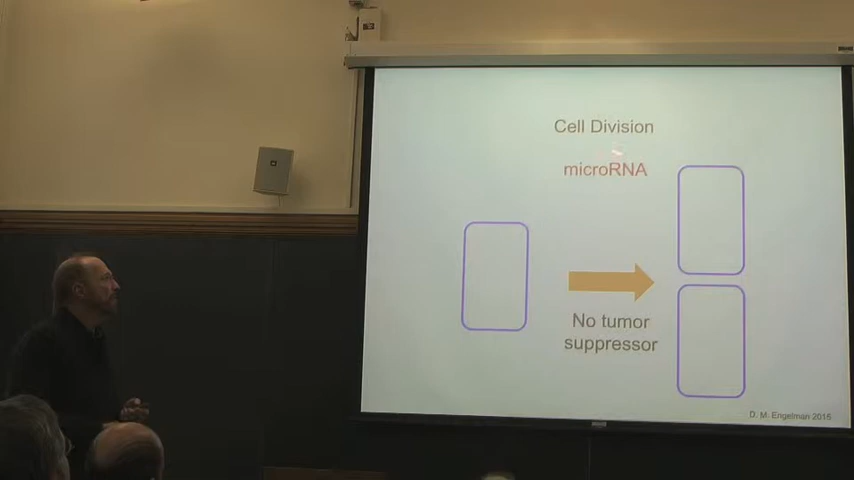 Cell Division
microRNA
No tumor
suppressor
D. M. Engelman 2015